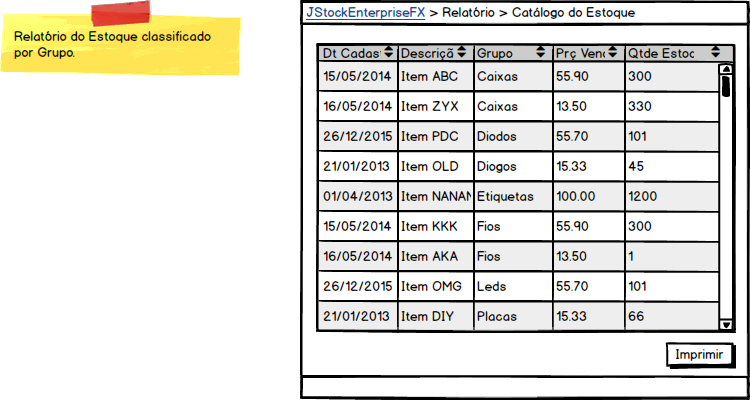 Relatório do Estoque classificado
por Grupo.
JStockEnterpriseFX > Relatório > Catálogo do Estoque
Dt Cadas Descriçã Grupo Prç Venc Qtde Estoc
15/05/2014 Item ABC Caixas 55.90 300
16/05/2014 Item ZYX Caixas 13.50 330
26/12/2015 Item PDC Diodos 55.70 101
21/01/2013 Item OLD Diogos 15.33 45
01/04/2013 Item NANAN Etiquetas 100.00 1200
15/05/2014 Item KKK Fios 55.90 300
16/05/2014 Item AKA Fios 13.50 1
26/12/2015 Item OMG Leds 55.70 101
21/01/2013 Item DIY Placas 15.33 66
Imprimir